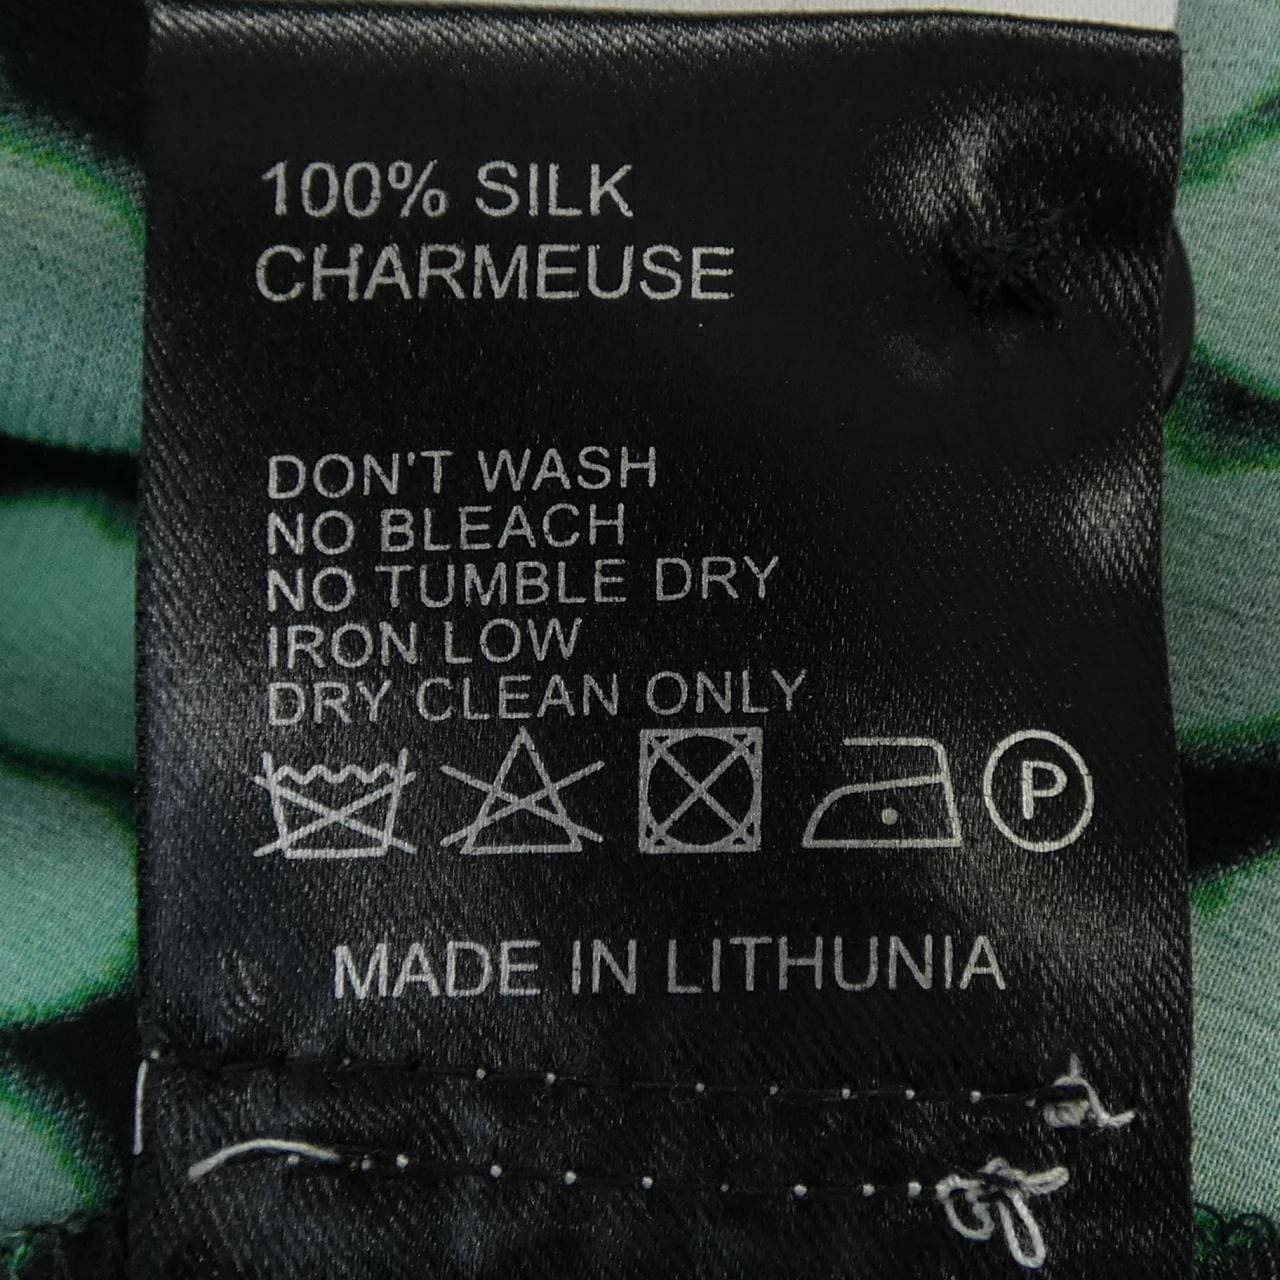 100% SILK
CHARMEUSE
DON'T WASH
NO BLEACH
NO TUMBLE DRY
IRON LOW
DRY CLEAN ONLY
P
MADE IN LITHUNIA